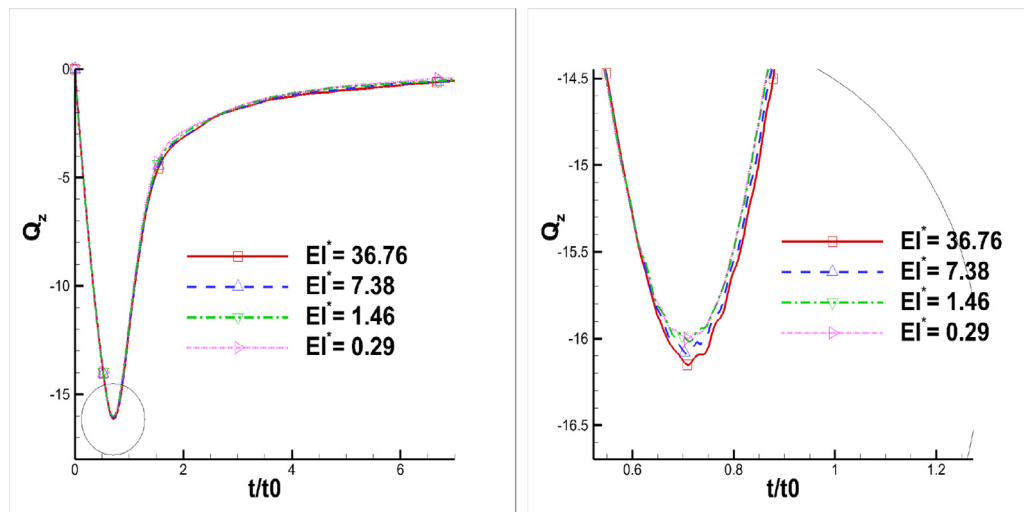 0
-5
-10
-15
Qz
0
2
4
6
t/t0
EI* = 36.76
EI* = 7.38
EI* = 1.46
EI* = 0.29
-14.5
-15
-15.5
-16
-16.5
Qz
0.6
0.8
1
1.2
t/t0
EI* = 36.76
EI* = 7.38
EI* = 1.46
EI* = 0.29